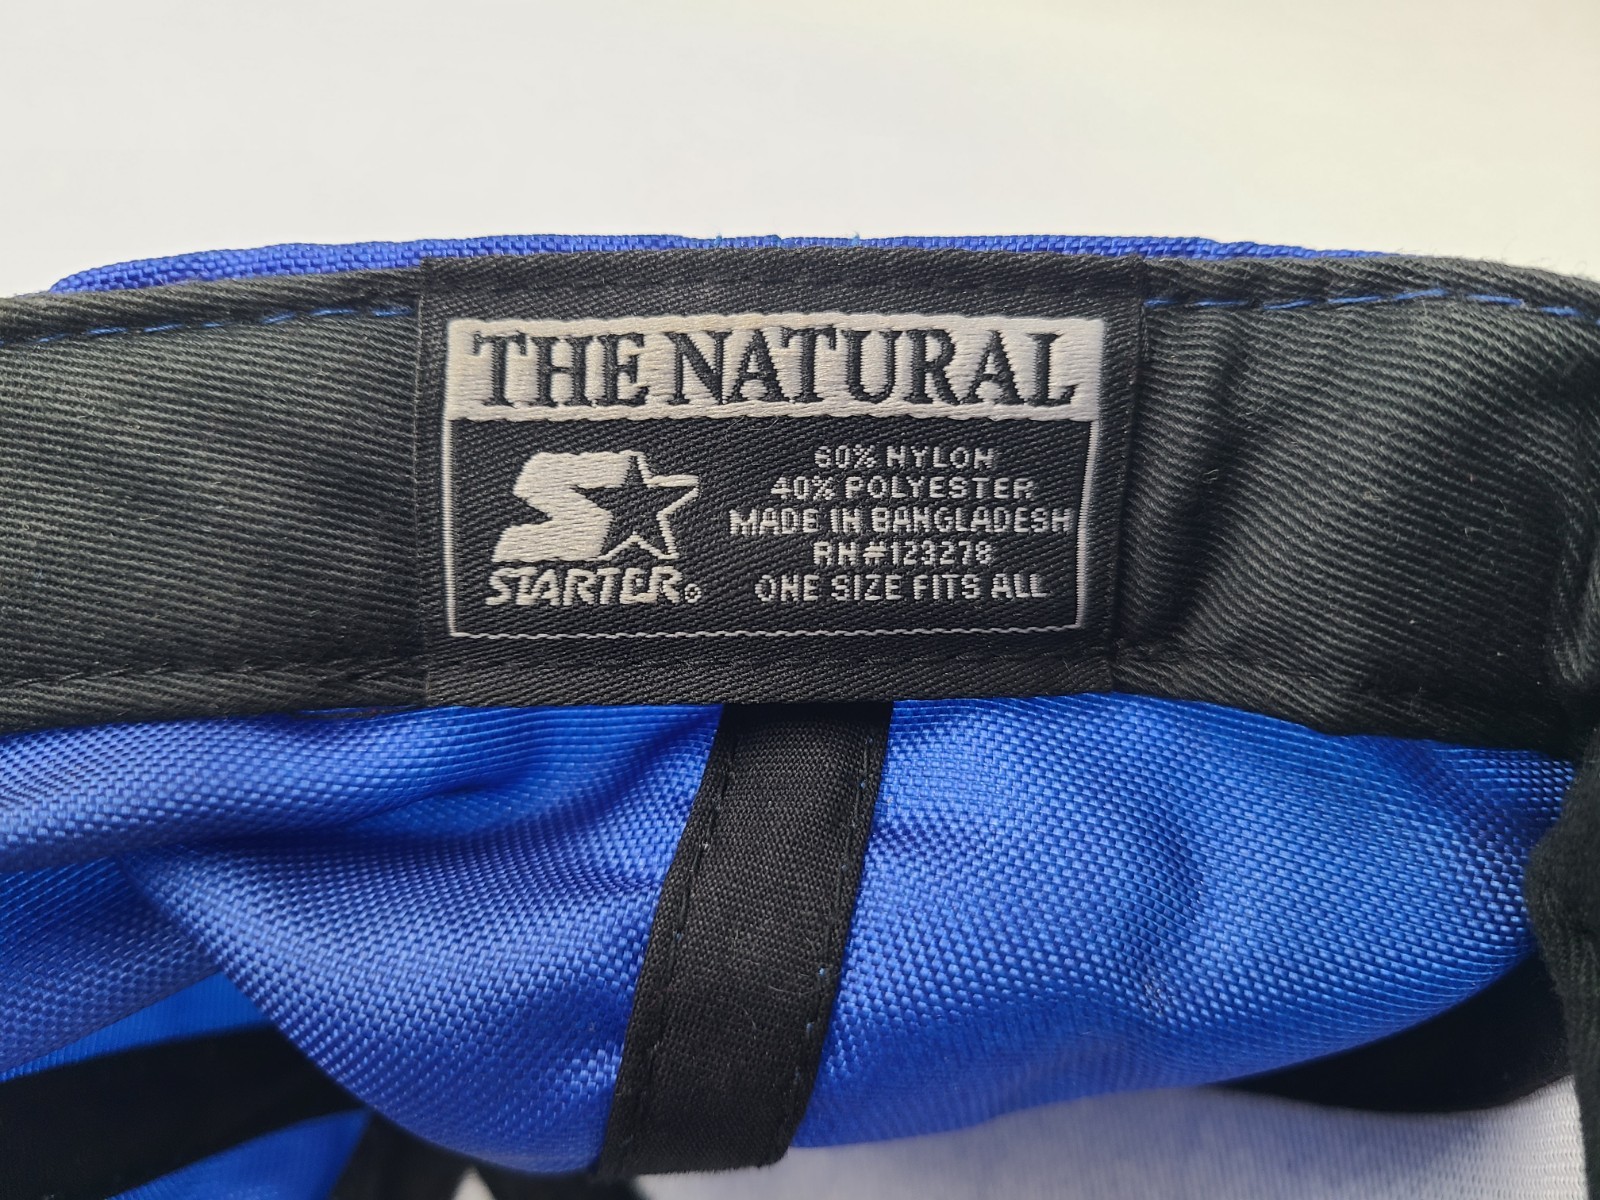 THE NATURAL
STARTER®
60% NYLON
40% POLYESTER
MADE IN BANGLADESH
RN#123278
ONE SIZE FITS ALL